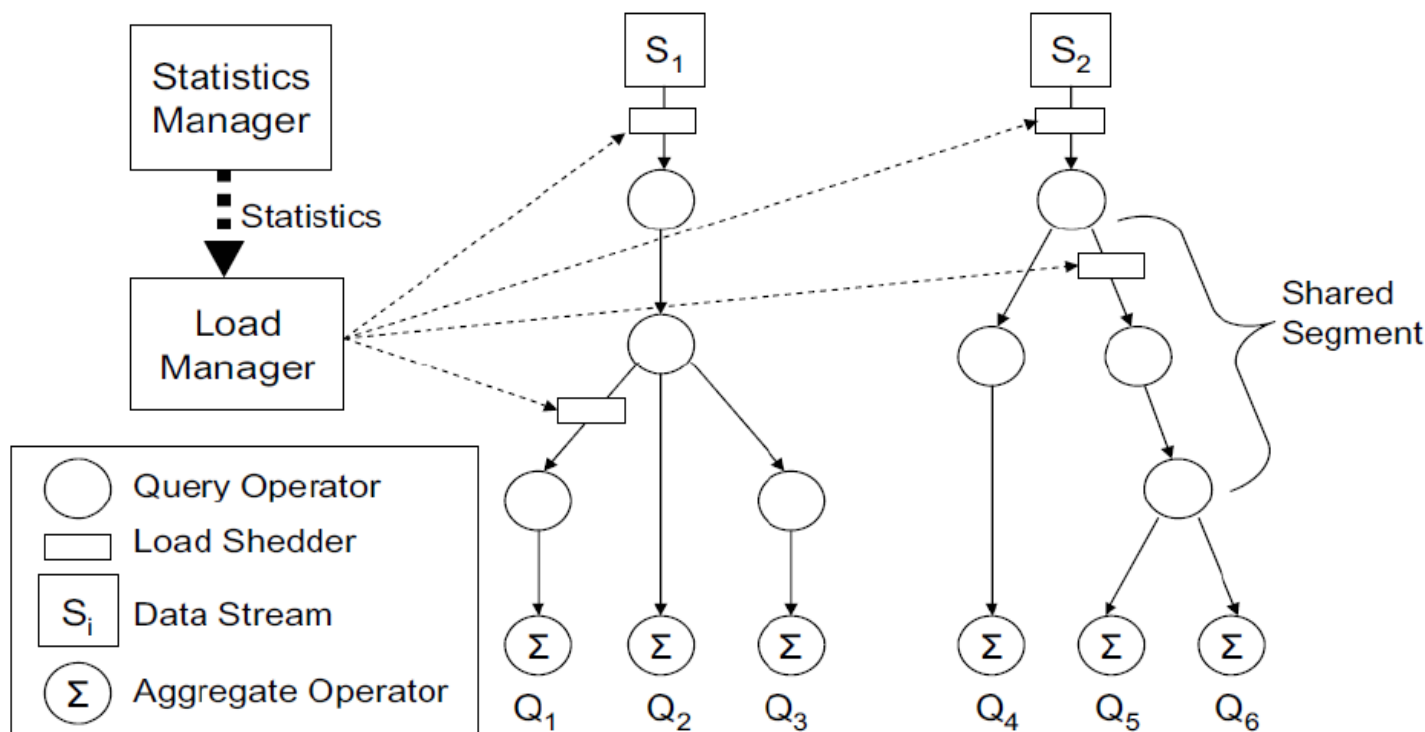 Statistics
Manager
S₁
S₂
Statistics
Load
Manager
Shared
Segment
Query Operator
Load Shedder
Sᵢ Data Stream
Σ Aggregate Operator
Σ Σ Σ Σ Σ Σ
Q₁ Q₂ Q₃ Q₄ Q₅ Q₆